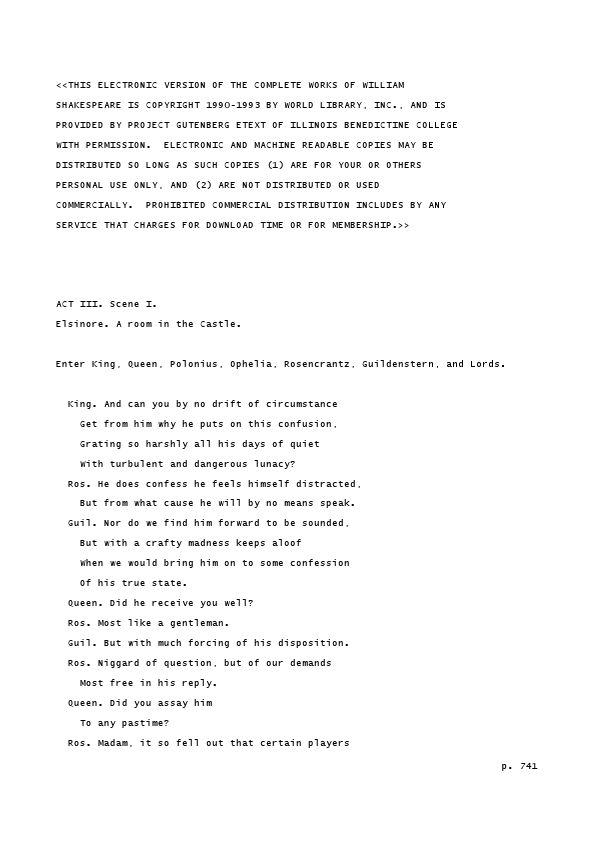 <<THIS ELECTRONIC VERSION OF THE COMPLETE WORKS OF WILLIAM
SHAKESPEARE IS COPYRIGHT 1990-1993 BY WORLD LIBRARY, INC., AND IS
PROVIDED BY PROJECT GUTENBERG ETEXT OF ILLINOIS BENEDICTINE COLLEGE
WITH PERMISSION.  ELECTRONIC AND MACHINE READABLE COPIES MAY BE
DISTRIBUTED SO LONG AS SUCH COPIES (1) ARE FOR YOUR OR OTHERS
PERSONAL USE ONLY, AND (2) ARE NOT DISTRIBUTED OR USED
COMMERCIALLY.  PROHIBITED COMMERCIAL DISTRIBUTION INCLUDES BY ANY
SERVICE THAT CHARGES FOR DOWNLOAD TIME OR FOR MEMBERSHIP.>>
ACT III. Scene I.
Elsinore. A room in the Castle.
Enter King, Queen, Polonius, Ophelia, Rosencrantz, Guildenstern, and Lords.
King. And can you by no drift of circumstance
Get from him why he puts on this confusion,
Grating so harshly all his days of quiet
With turbulent and dangerous lunacy?
Ros. He does confess he feels himself distracted,
But from what cause he will by no means speak.
Guil. Nor do we find him forward to be sounded,
But with a crafty madness keeps aloof
When we would bring him on to some confession
Of his true state.
Queen. Did he receive you well?
Ros. Most like a gentleman.
Guil. But with much forcing of his disposition.
Ros. Niggard of question, but of our demands
Most free in his reply.
Queen. Did you assay him
To any pastime?
Ros. Madam, it so fell out that certain players
p. 741